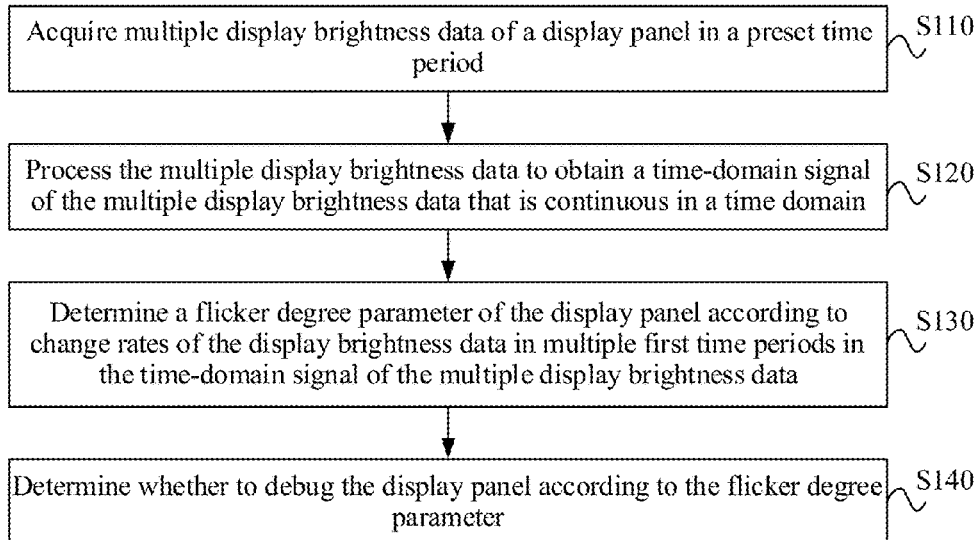 Acquire multiple display brightness data of a display panel in a preset time
period
S110
Process the multiple display brightness data to obtain a time-domain signal
of the multiple display brightness data that is continuous in a time domain
S120
Determine a flicker degree parameter of the display panel according to
change rates of the display brightness data in multiple first time periods in
the time-domain signal of the multiple display brightness data
S130
Determine whether to debug the display panel according to the flicker degree
parameter
S140